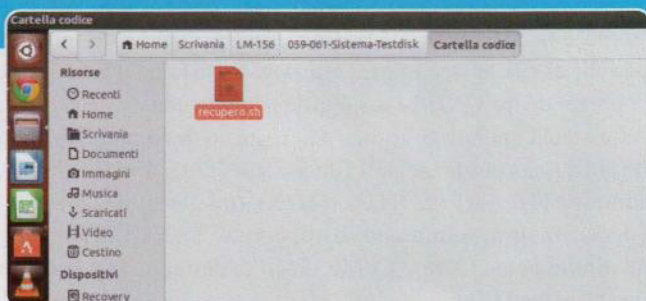 Cartella codice
Home Scrivania LM-156 059-061-Sistema-Testdisk Cartella codice
Risorse
Recenti
Home
Scrivania
Documenti
Immagini
Musica
Scaricati
Video
Cestino
Dispositivi
Recovery
recupero.sh